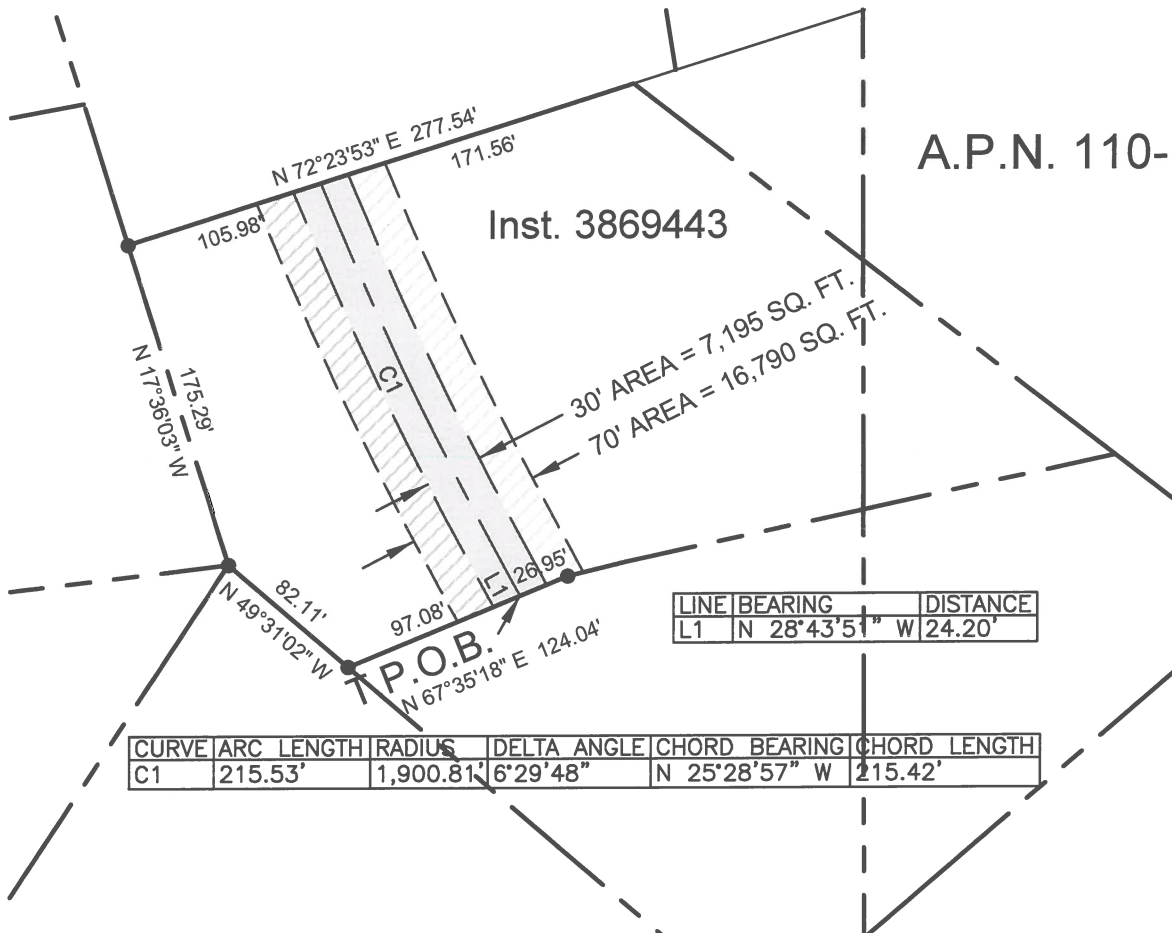 N 72°23'53" E 277.54'
171.56'
A.P.N. 110-
105.98'
Inst. 3869443
30' AREA = 7,195 SQ. FT.
70' AREA = 16,790 SQ. FT.
C1
175.29'
N 17°36'03" W
82.11'
N 49°31'02" W
L1
26.95'
97.08'
T P.O.B.
N 67°35'18" E 124.04'
LINE BEARING DISTANCE
L1 N 28°43'51" W 24.20'
CURVE ARC LENGTH RADIUS DELTA ANGLE CHORD BEARING CHORD LENGTH
C1 215.53' 1,900.81' 6°29'48" N 25°28'57" W 215.42'